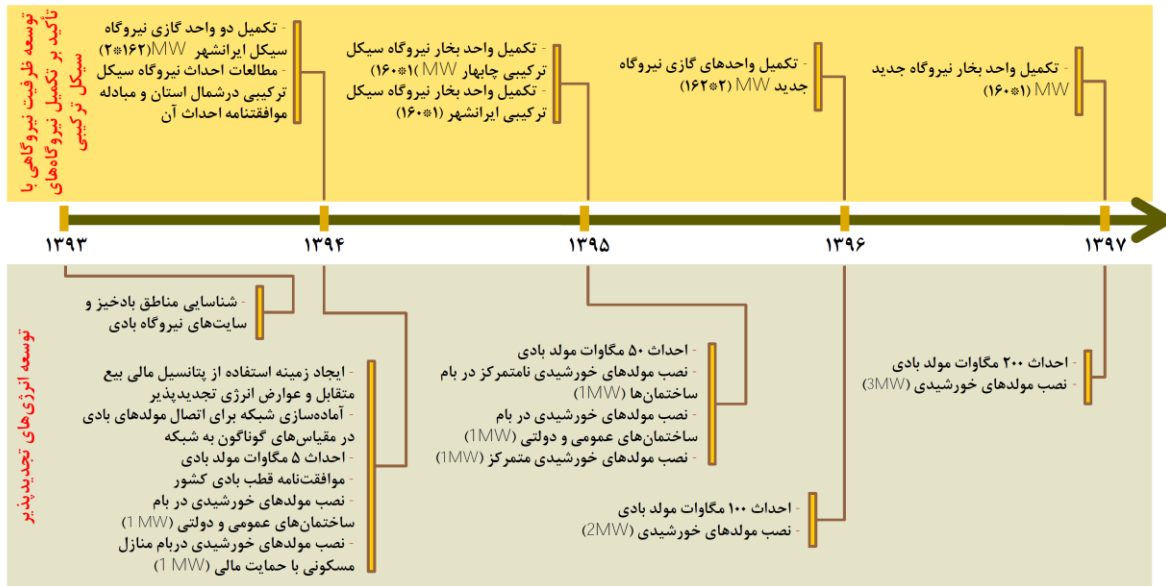 توسعه ظرفیت نیروگاهی با
تأکید بر تکمیل نیروگاه‌های
سیکل ترکیبی
- تکمیل دو واحد گازی نیروگاه
سیکل ایرانشهر MW(۲*۱۶۲)
- مطالعات احداث نیروگاه سیکل
ترکیبی درشمال استان و مبادله
موافقتنامه احداث آن
- تکمیل واحد بخار نیروگاه سیکل
ترکیبی چابهار MW (۱*۱۶۰)
- تکمیل واحد بخار نیروگاه سیکل
ترکیبی ایرانشهر (۱*۱۶۰)
- تکمیل واحدهای گازی نیروگاه
جدید MW (۲*۱۶۲)
- تکمیل واحد بخار نیروگاه جدید
MW (۱*۱۶۰)
۱۳۹۳
۱۳۹۴
۱۳۹۵
۱۳۹۶
۱۳۹۷
توسعه انرژی‌های تجدیدپذیر
- شناسایی مناطق بادخیز و
سایت‌های نیروگاه بادی
- ایجاد زمینه استفاده از پتانسیل مالی بیع
متقابل و عوارض انرژی تجدیدپذیر
- آماده‌سازی شبکه برای اتصال مولدهای بادی
در مقیاس‌های گوناگون به شبکه
- احداث ۵ مگاوات مولد بادی
- موافقت‌نامه قطب بادی کشور
- نصب مولدهای خورشیدی در بام
ساختمان‌های عمومی و دولتی (1 MW)
- نصب مولدهای خورشیدی دربام منازل
مسکونی با حمایت مالی (1 MW)
- احداث ۵۰ مگاوات مولد بادی
- نصب مولدهای خورشیدی نامتمرکز در بام
ساختمان‌ها (1MW)
- نصب مولدهای خورشیدی در بام
ساختمان‌های عمومی و دولتی (1MW)
- نصب مولدهای خورشیدی متمرکز (1MW)
- احداث ۱۰۰ مگاوات مولد بادی
- نصب مولدهای خورشیدی (2MW)
- احداث ۲۰۰ مگاوات مولد بادی
- نصب مولدهای خورشیدی (3MW)